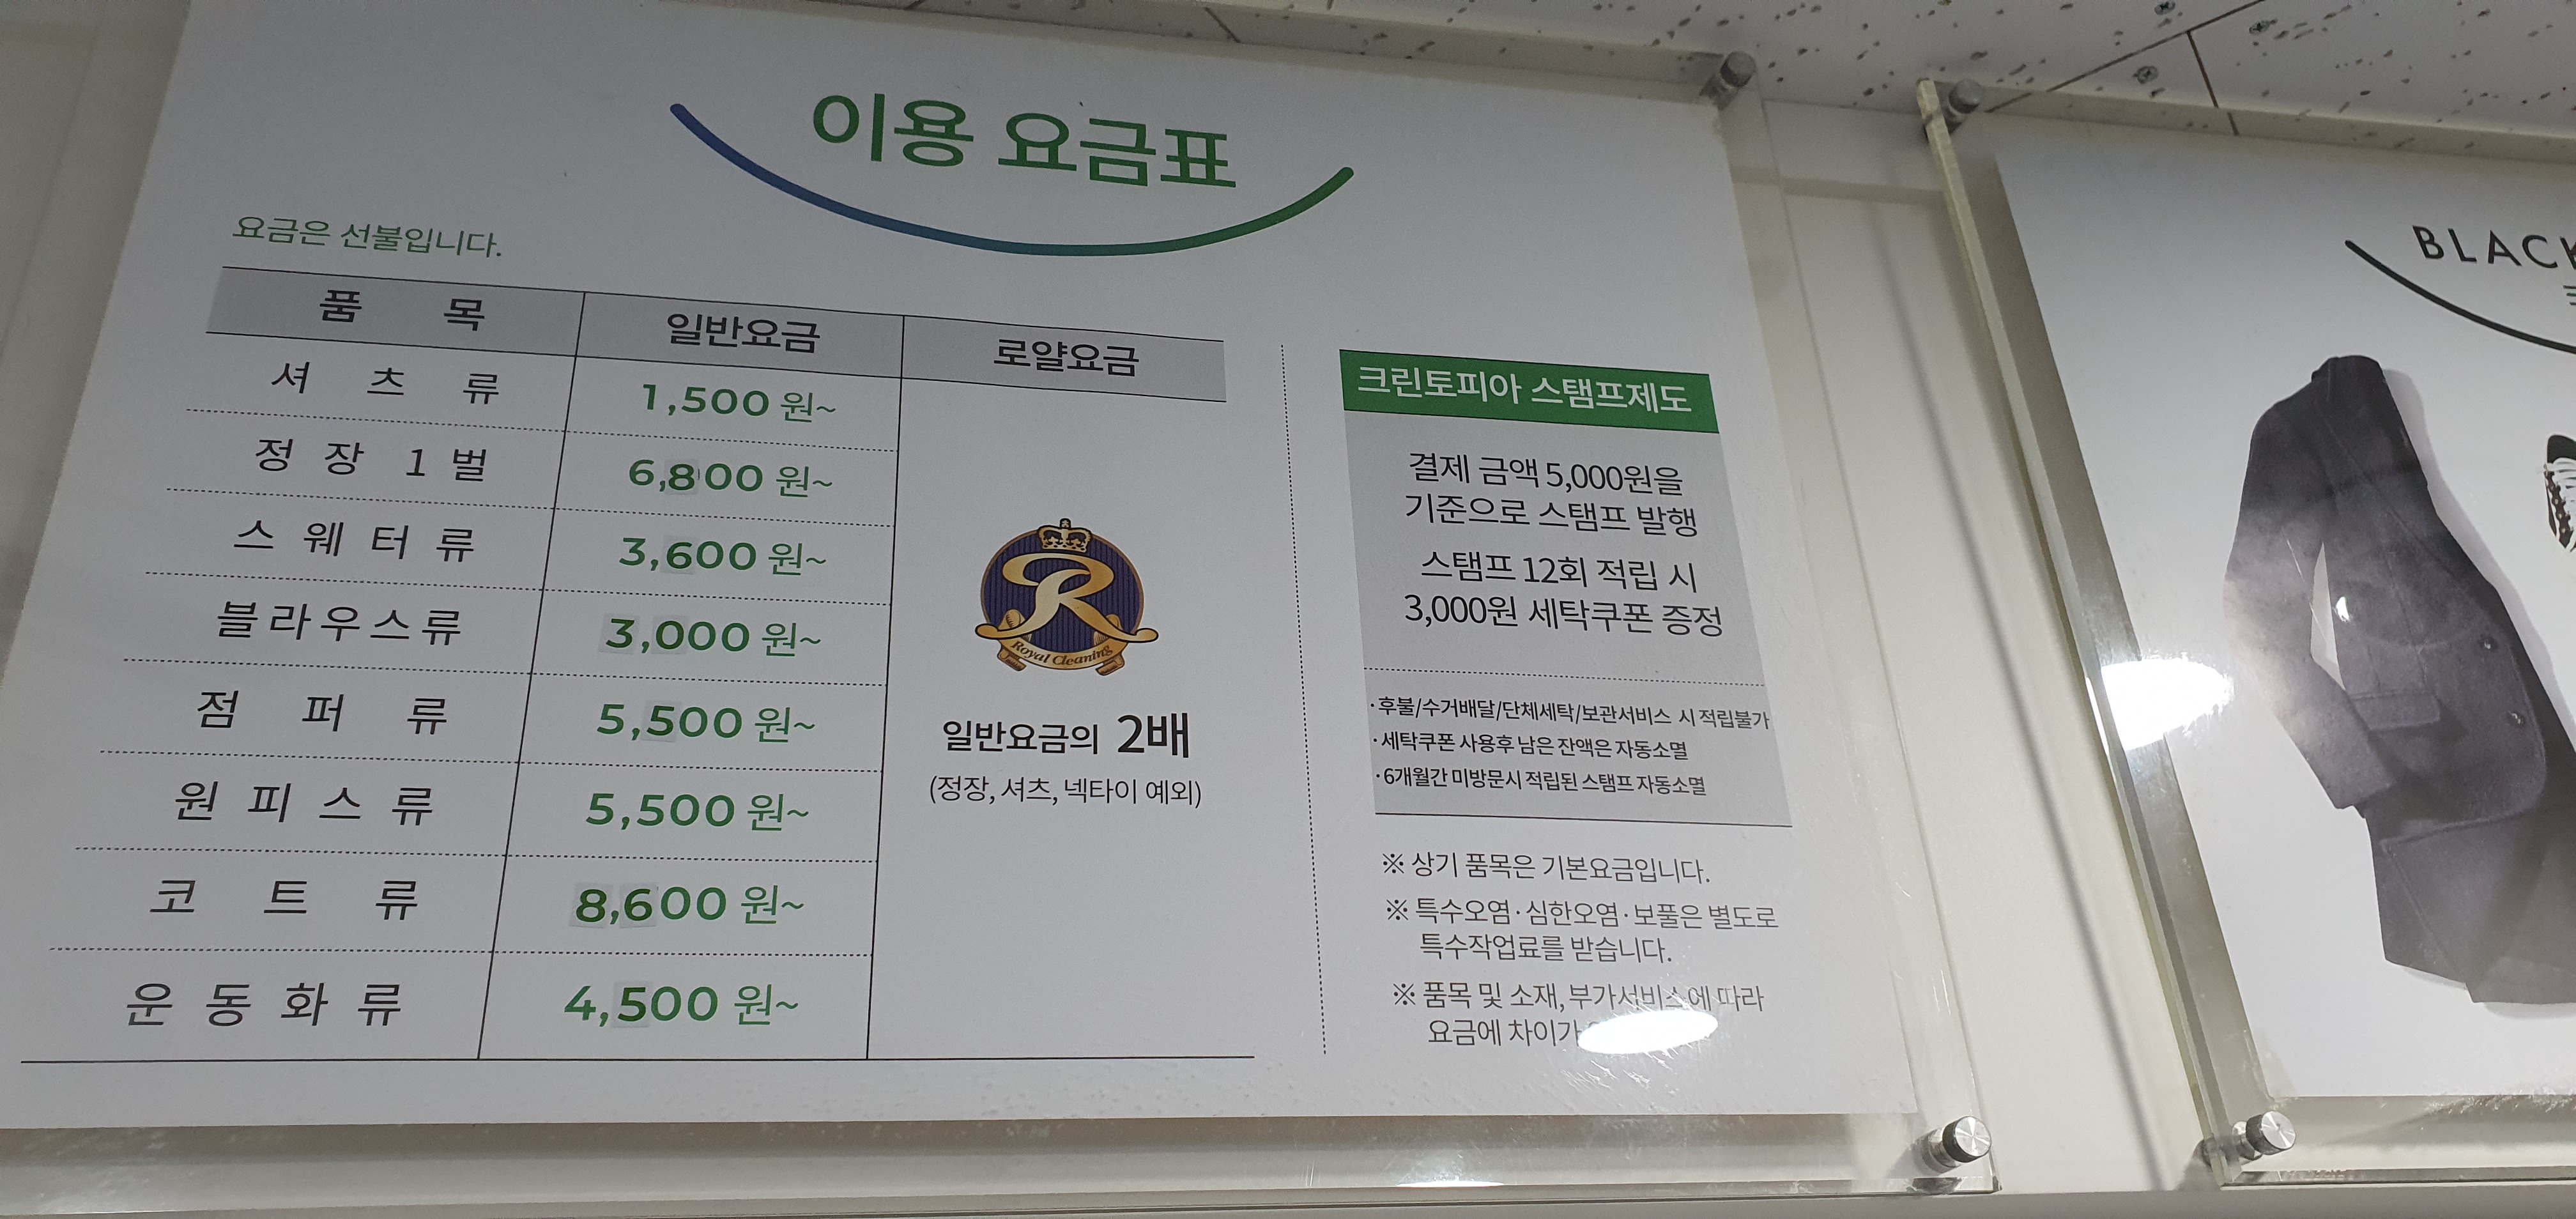 이용 요금표
요금은 선불입니다.
품 목 일반요금 로얄요금
셔 츠 류 1,500 원~
정 장 1 벌 6,800 원~
스 웨 터 류 3,600 원~
블라우스류 3,000 원~
점 퍼 류 5,500 원~
원 피 스 류 5,500 원~
코 트 류 8,600 원~
운 동 화 류 4,500 원~
R
Royal Cleaning
일반요금의 2배
(정장, 셔츠, 넥타이 예외)
크린토피아 스탬프제도
결제 금액 5,000원을
기준으로 스탬프 발행
스탬프 12회 적립 시
3,000원 세탁쿠폰 증정
·후불/수거배달/단체세탁/보관서비스 시 적립불가
·세탁쿠폰 사용후 남은 잔액은 자동소멸
·6개월간 미방문시 적립된 스탬프 자동소멸
※ 상기 품목은 기본요금입니다.
※ 특수오염·심한오염·보풀은 별도로
특수작업료를 받습니다.
※ 품목 및 소재, 부가서비스에 따라
요금에 차이가
BLACK